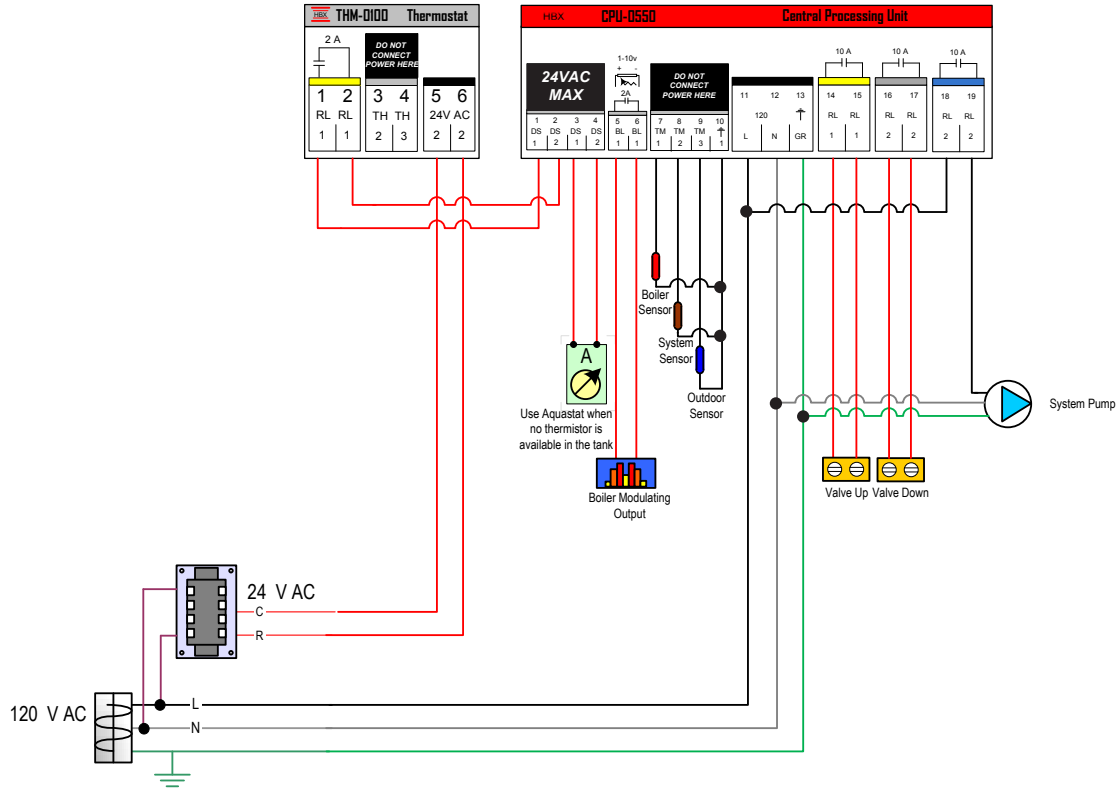 HBX THM-0100 Thermostat
2 A
DO NOT
CONNECT
POWER HERE
1 2 3 4 5 6
RL RL TH TH 24V AC
1 1 2 3 2 2
HBX CPU-0550 Central Processing Unit
24VAC
MAX
1-10v
+ -
2A
DO NOT
CONNECT
POWER HERE
10 A
10 A
10 A
1 2 3 4 5 6 7 8 9 10 11 12 13 14 15 16 17 18 19
DS DS DS DS BL BL TM TM TM 120 RL RL RL RL RL RL
1 2 1 2 1 1 1 2 3 1 L N GR 1 1 2 2 2 2
Boiler
Sensor
System
Sensor
Outdoor
Sensor
A
Use Aquastat when
no thermistor is
available in the tank
Boiler Modulating
Output
System Pump
Valve Up
Valve Down
24 V AC
C
R
120 V AC
L
N